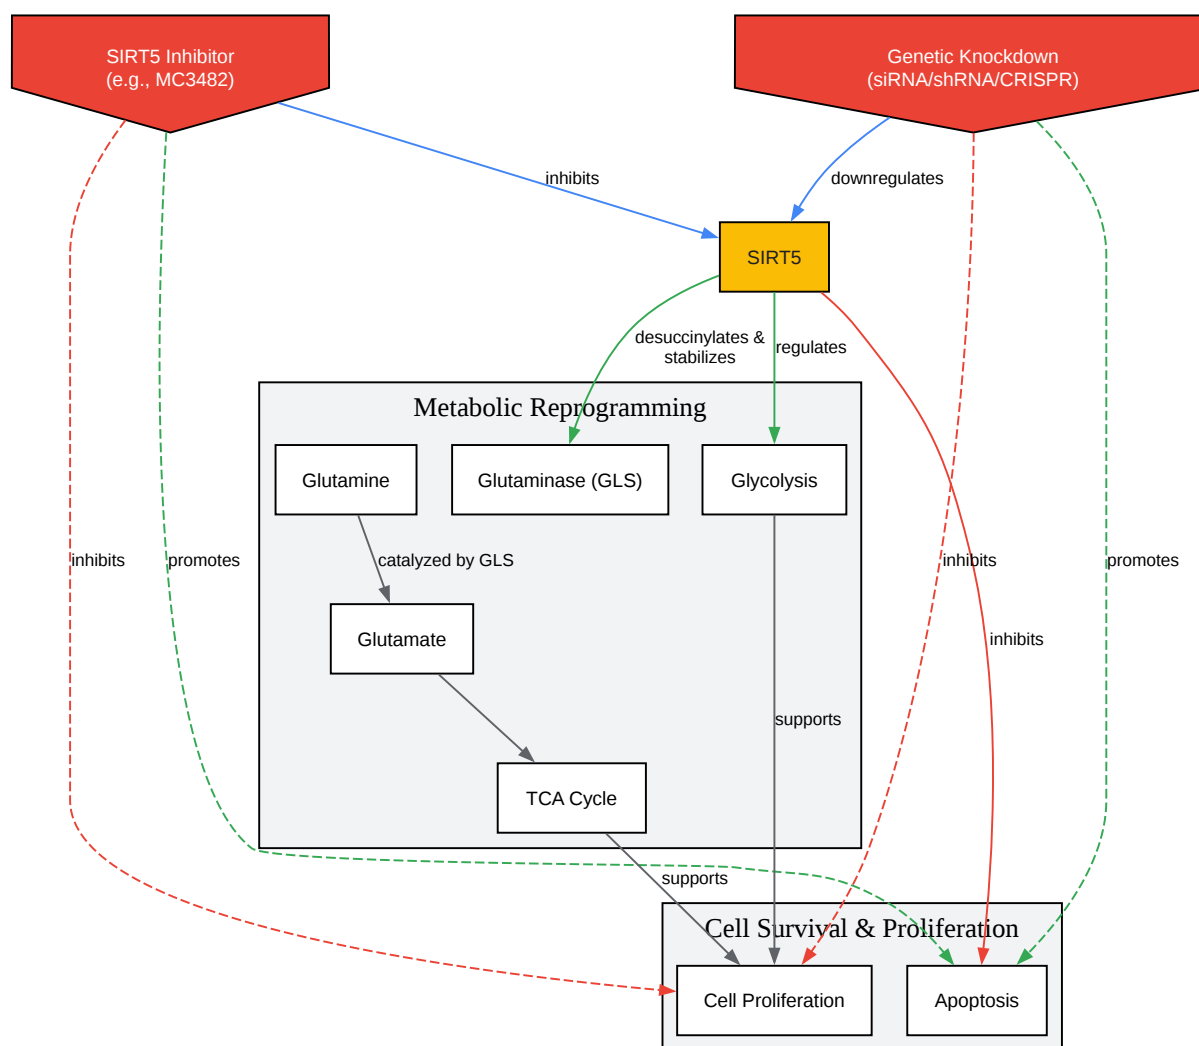 SIRT5 Inhibitor
(e.g., MC3482)
Genetic Knockdown
(siRNA/shRNA/CRISPR)
inhibits
downregulates
SIRT5
desuccinylates &
stabilizes
regulates
Metabolic Reprogramming
Glutamine
Glutaminase (GLS)
Glycolysis
inhibits
promotes
catalyzed by GLS
inhibits
promotes
Glutamate
inhibits
supports
TCA Cycle
supports
Cell Survival & Proliferation
Cell Proliferation
Apoptosis